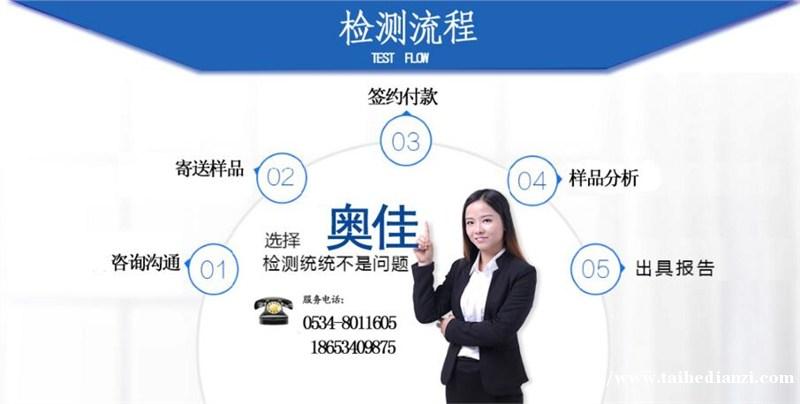 检测流程
TEST FLOW
签约付款
03
寄送样品
02
04
样品分析
选择
奥佳
检测统统不是问题
咨询沟通
01
05
出具报告
服务电话:
0534-8011605
18653409875
www.taihedianzi.com